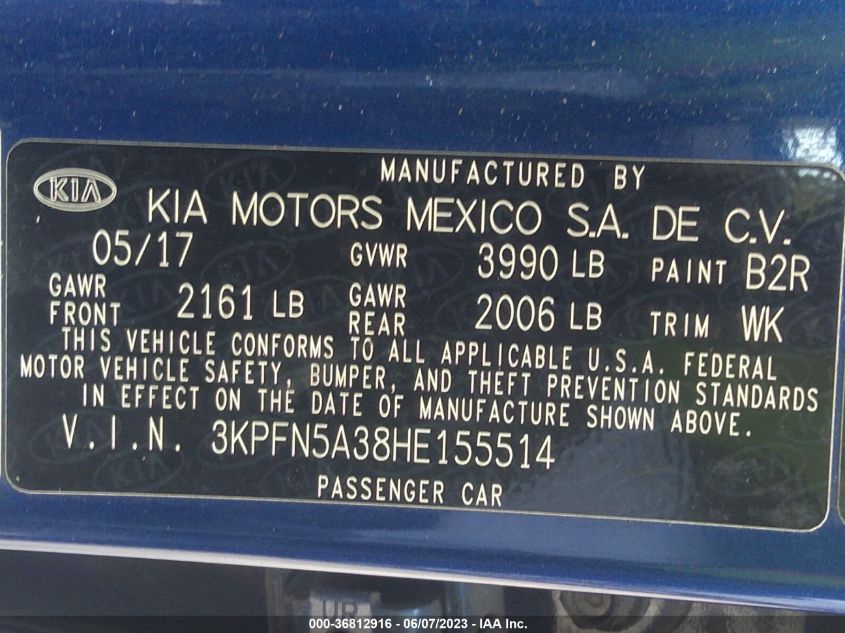 MANUFACTURED BY
KIA KIA MOTORS MEXICO S.A. DE C.V.
05/17 GVWR 3990 LB PAINT B2R
GAWR FRONT 2161 LB GAWR REAR 2006 LB TRIM WK
THIS VEHICLE CONFORMS TO ALL APPLICABLE U.S.A. FEDERAL
MOTOR VEHICLE SAFETY, BUMPER, AND THEFT PREVENTION STANDARDS
IN EFFECT ON THE DATE OF MANUFACTURE SHOWN ABOVE.
V.I.N. 3KPFN5A38HE155514
PASSENGER CAR
000-36812916 - 06/07/2023 - IAA Inc.